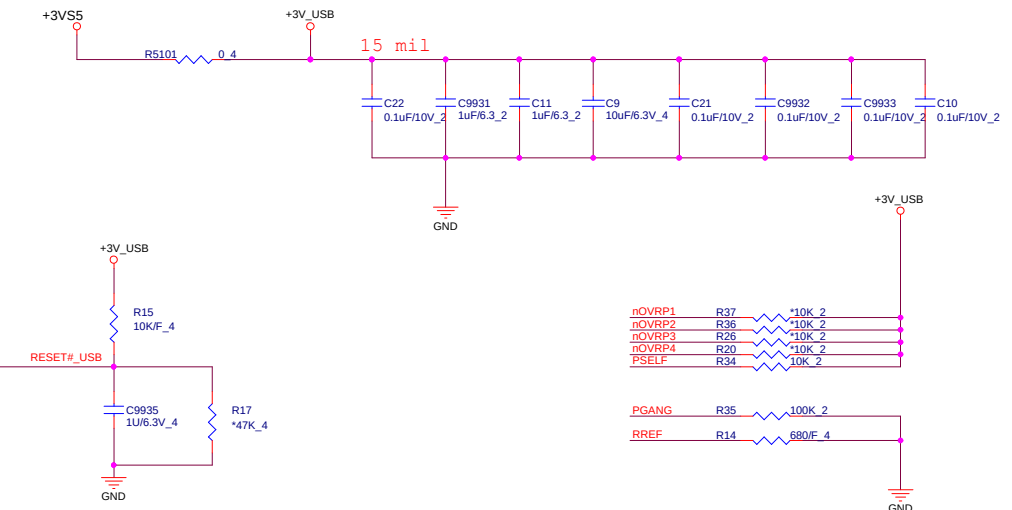 +3VS5
+3V_USB
15 mil
R5101 0_4
C22
0.1uF/10V_2
C9931
1uF/6.3_2
C11
1uF/6.3_2
C9
10uF/6.3V_4
C21
0.1uF/10V_2
C9932
0.1uF/10V_2
C9933
0.1uF/10V_2
C10
0.1uF/10V_2
GND
+3V_USB
+3V_USB
R15
10K/F_4
RESET#_USB
C9935
1U/6.3V_4
R17
*47K_4
GND
nOVRP1 R37 *10K_2
nOVRP2 R36 *10K_2
nOVRP3 R26 *10K_2
nOVRP4 R20 *10K_2
PSELF R34 10K_2
PGANG R35 100K_2
RREF R14 680/F_4
GND